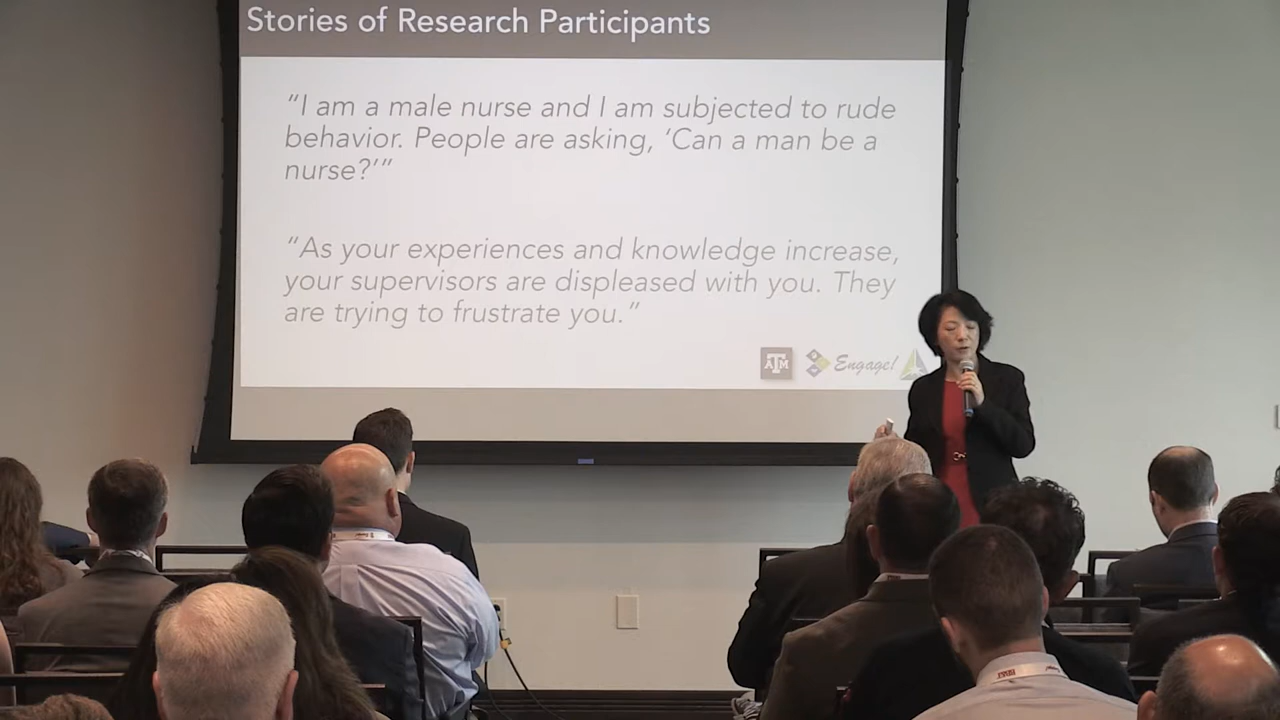 Stories of Research Participants
“I am a male nurse and I am subjected to rude
behavior. People are asking, ‘Can a man be a
nurse?’”
“As your experiences and knowledge increase,
your supervisors are displeased with you. They
are trying to frustrate you.”
ATM
Engage!